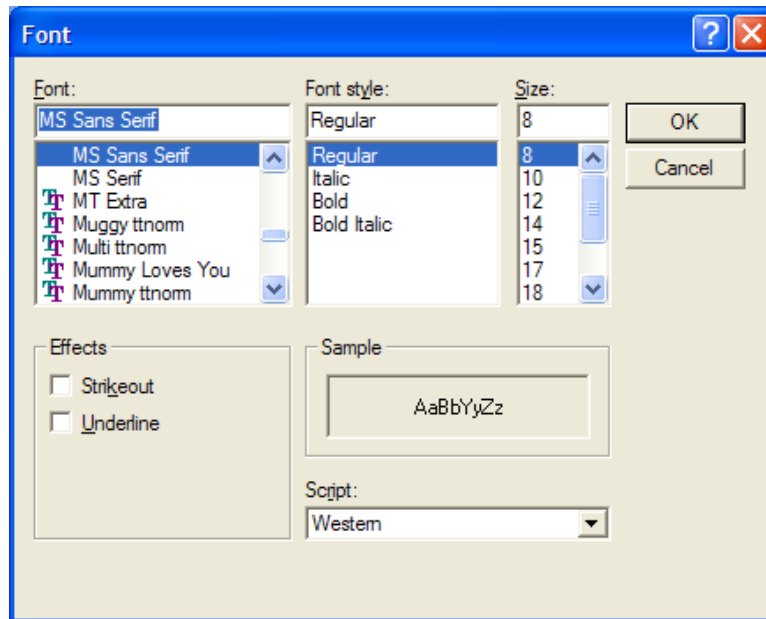 Font
Font:
MS Sans Serif
MS Sans Serif
MS Serif
MT Extra
Muggy ttnorm
Multi ttnorm
Mummy Loves You
Mummy ttnorm
Font style:
Regular
Regular
Italic
Bold
Bold Italic
Size:
8
8
10
12
14
15
17
18
OK
Cancel
Effects
Strikeout
Underline
Sample
AaBbYyZz
Script:
Western